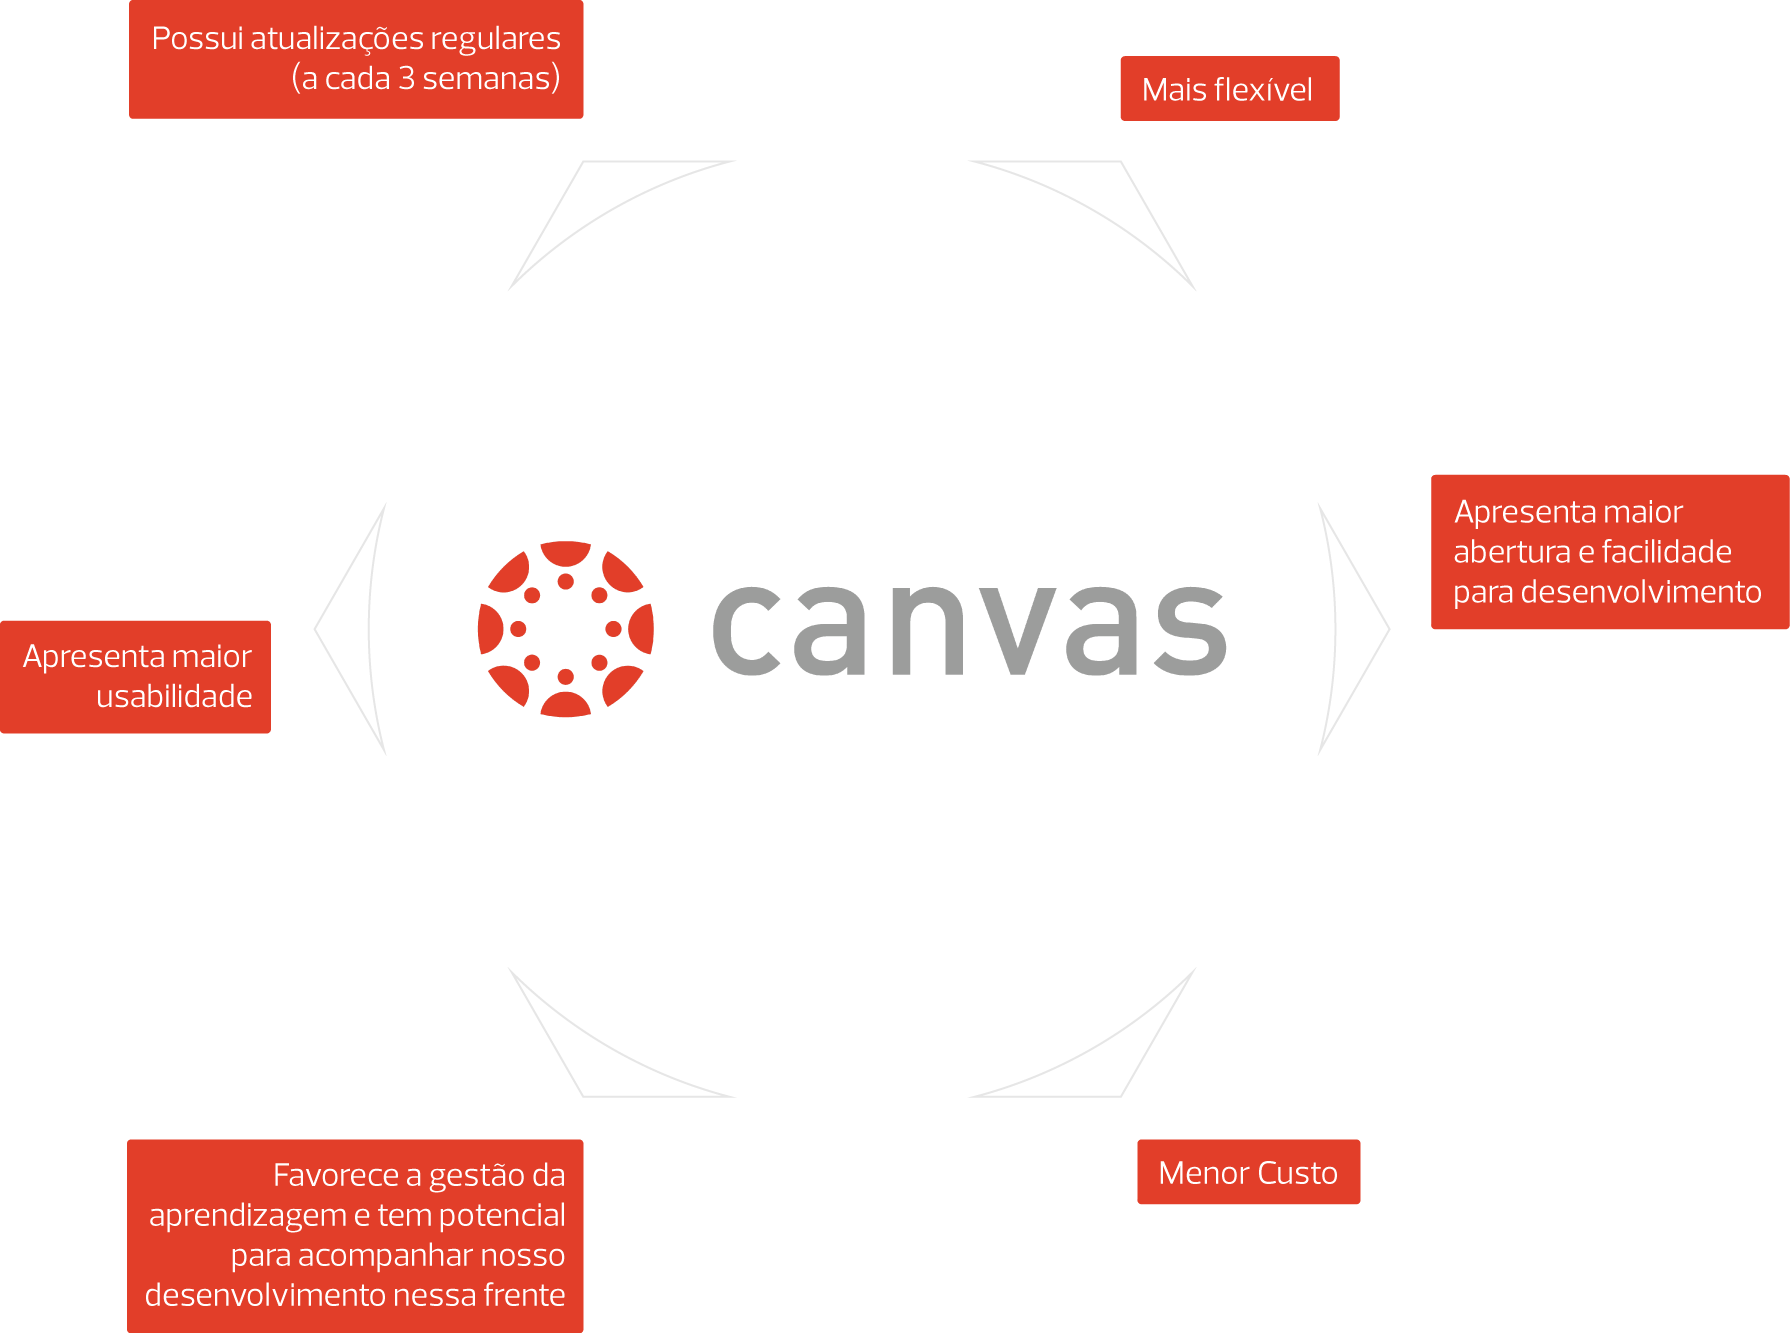 Possui atualizações regulares
(a cada 3 semanas)
Mais flexível
Apresenta maior
abertura e facilidade
para desenvolvimento
canvas
Apresenta maior
usabilidade
Favorece a gestão da
aprendizagem e tem potencial
para acompanhar nosso
desenvolvimento nessa frente
Menor Custo